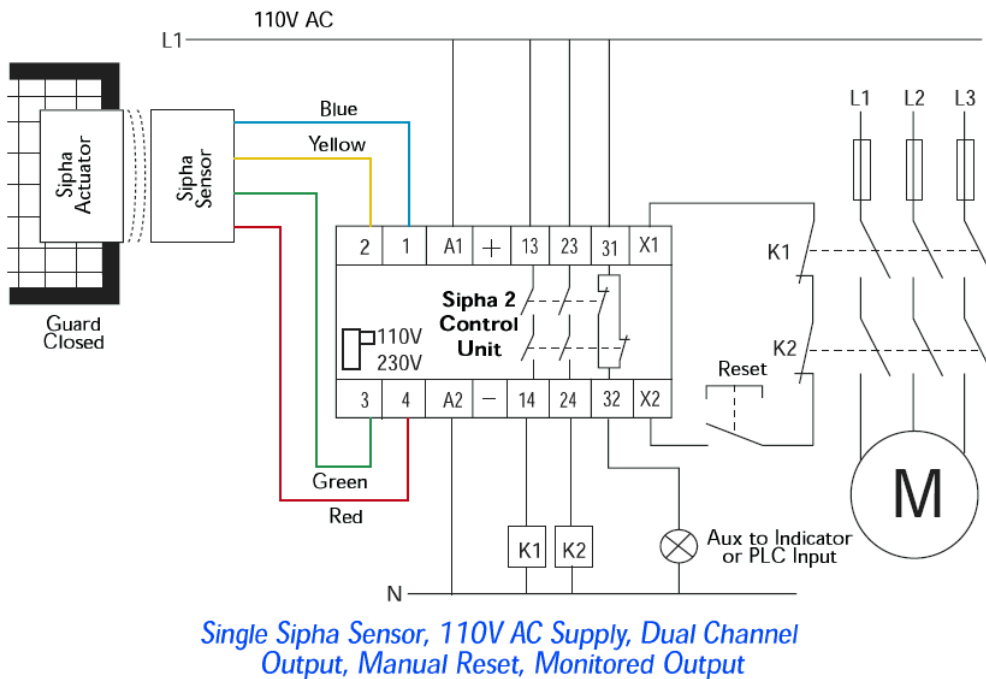 110V AC
L1
Blue
Yellow
Sipha
Actuator
Sipha
Sensor
Guard
Closed
2 1 A1 + 13 23 31 X1
Sipha 2
Control
Unit
110V
230V
3 4 A2 − 14 24 32 X2
Green
Red
K1 K2
N
L1 L2 L3
K1
K2
Reset
M
Aux to Indicator
or PLC Input
Single Sipha Sensor, 110V AC Supply, Dual Channel
Output, Manual Reset, Monitored Output